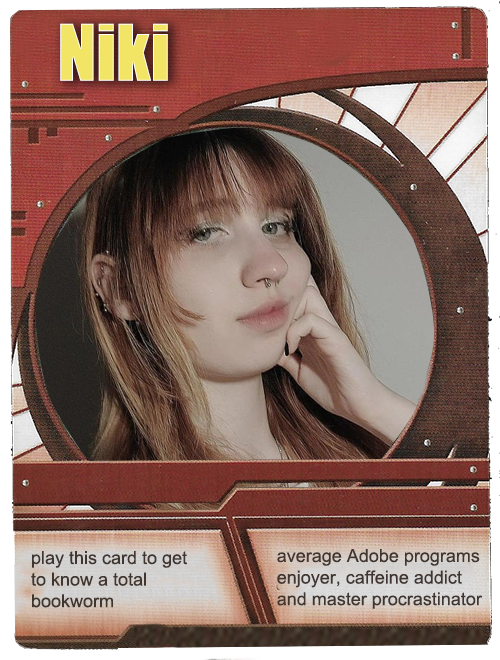 Niki
play this card to get
to know a total
bookworm
average Adobe programs
enjoyer, caffeine addict
and master procrastinator